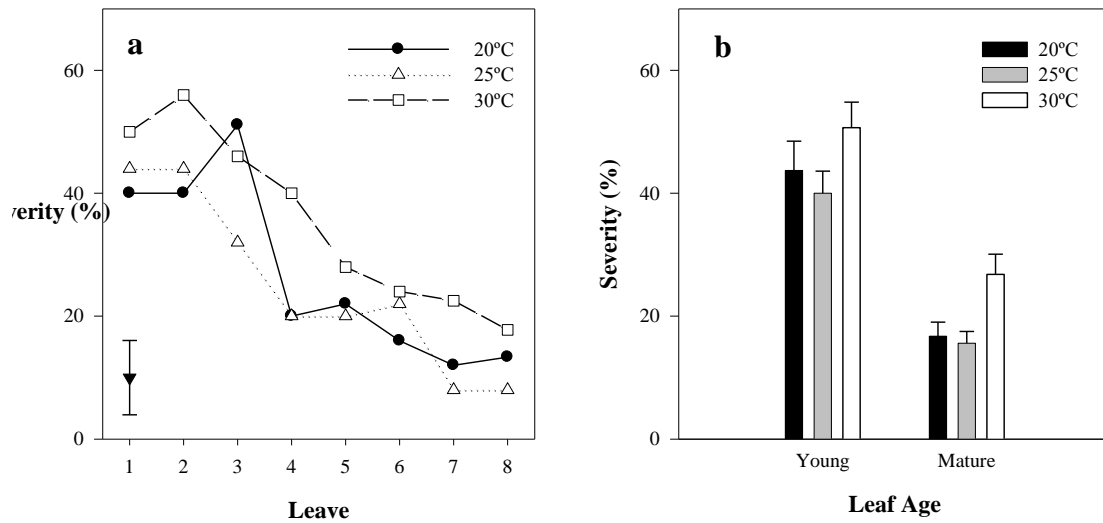 a
20ºC
25ºC
30ºC
60
40
20
0
verity (%)
1 2 3 4 5 6 7 8
Leave
b
20ºC
25ºC
30ºC
60
40
20
0
Severity (%)
Young Mature
Leaf Age